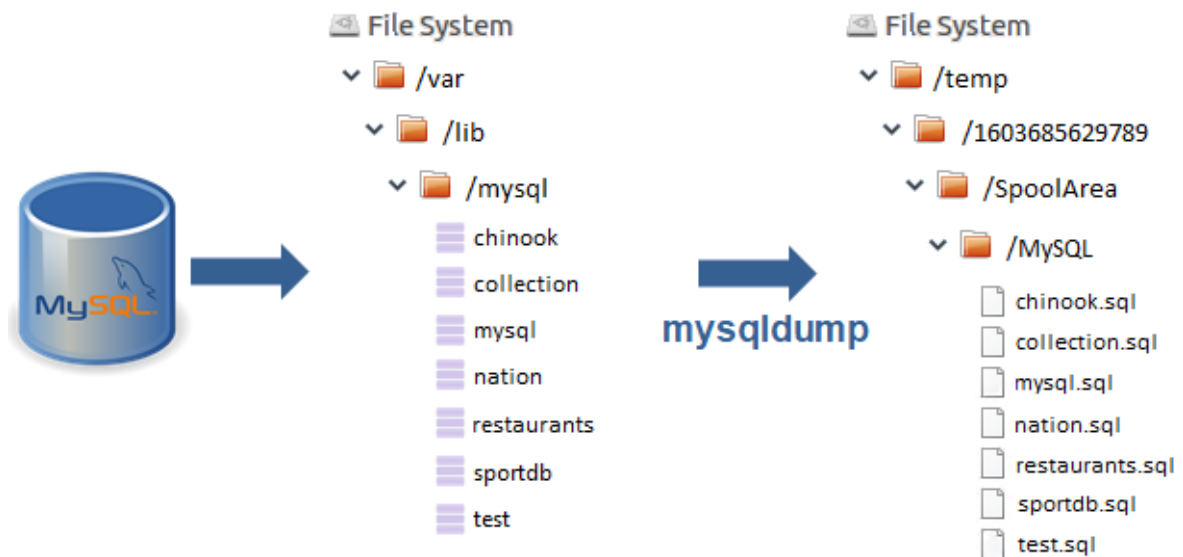 MySQL
File System
/var
/lib
/mysql
chinook
collection
mysql
nation
restaurants
sportdb
test
mysqldump
File System
/temp
/1603685629789
/SpoolArea
/MySQL
chinook.sql
collection.sql
mysql.sql
nation.sql
restaurants.sql
sportdb.sql
test.sql